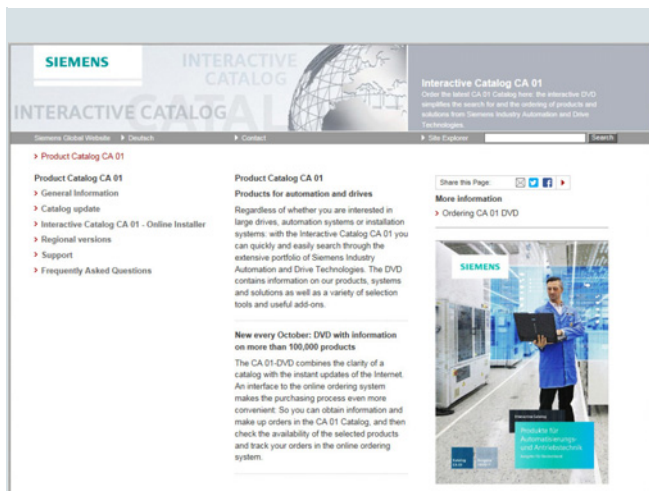 SIEMENS
INTERACTIVE
CATALOG
INTERACTIVE CATALOG
CATAL
Interactive Catalog CA 01
Order the latest CA 01 Catalog here: the interactive DVD
simplifies the search for and the ordering of products and
solutions from Siemens Industry Automation and Drive
Technologies.
Siemens Global Website
Deutsch
Contact
Site Explorer
Search
Product Catalog CA 01
Product Catalog CA 01
General Information
Catalog update
Interactive Catalog CA 01 - Online Installer
Regional versions
Support
Frequently Asked Questions
Product Catalog CA 01
Products for automation and drives
Regardless of whether you are interested in
large drives, automation systems or installation
systems: with the Interactive Catalog CA 01 you
can quickly and easily search through the
extensive portfolio of Siemens Industry
Automation and Drive Technologies. The DVD
contains information on our products, systems
and solutions as well as a variety of selection
tools and useful add-ons.
New every October: DVD with information
on more than 100,000 products
The CA 01-DVD combines the clarity of a
catalog with the instant updates of the Internet.
An interface to the online ordering system
makes the purchasing process even more
convenient: So you can obtain information and
make up orders in the CA 01 Catalog, and then
check the availability of the selected products
and track your orders in the online ordering
system.
Share this Page:
More information
Ordering CA 01 DVD
SIEMENS
Produkte für
Automatisierungs-
und Antriebstechnik